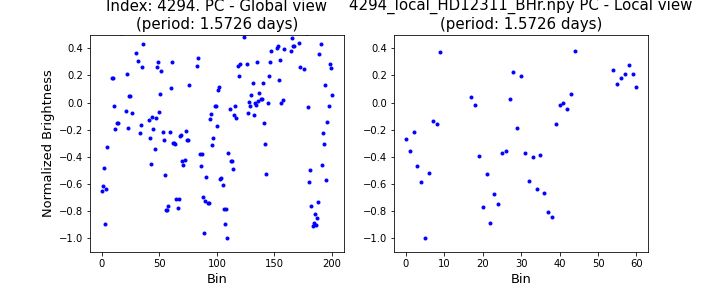 Index: 4294. PC - Global view
(period: 1.5726 days)
4294_local_HD12311_BHr.npy PC - Local view
(period: 1.5726 days)
Normalized Brightness
0.4
0.2
0.0
−0.2
−0.4
−0.6
−0.8
−1.0
0 50 100 150 200
Bin
0.4
0.2
0.0
−0.2
−0.4
−0.6
−0.8
−1.0
0 10 20 30 40 50 60
Bin